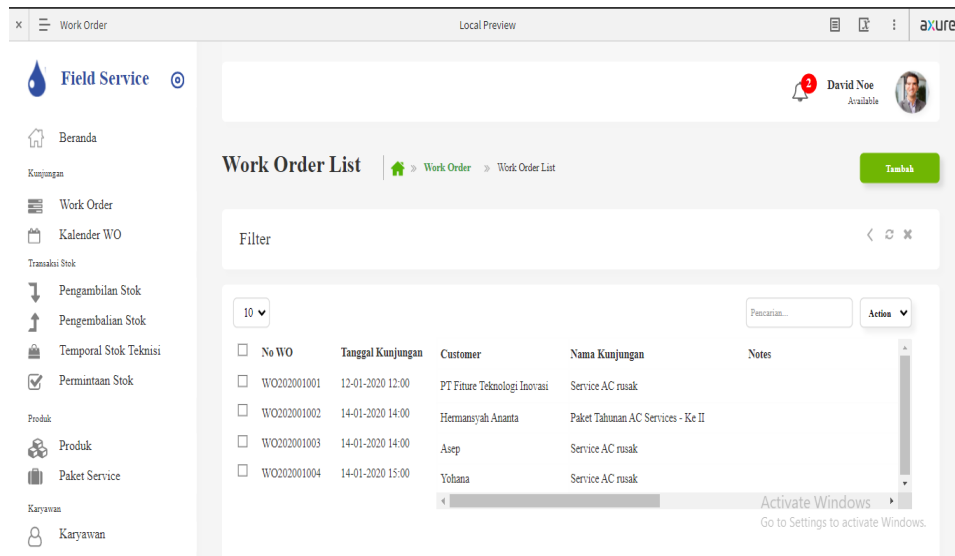 Work Order
Local Preview
axure
Field Service
2
David Noe
Available
Beranda
Kunjungan
Work Order
Kalender WO
Transaksi Stok
Pengambilan Stok
Pengembalian Stok
Temporal Stok Teknisi
Permintaan Stok
Produk
Produk
Paket Service
Karyawan
Karyawan
Work Order List
» Work Order » Work Order List
Tambah
Filter
10
Pencarian...
Action
No WO Tanggal Kunjungan Customer Nama Kunjungan Notes
WO202001001 12-01-2020 12:00 PT Fiture Teknologi Inovasi Service AC rusak
WO202001002 14-01-2020 14:00 Hermansyah Ananta Paket Tahunan AC Services - Ke II
WO202001003 14-01-2020 14:00 Asep Service AC rusak
WO202001004 14-01-2020 15:00 Yohana Service AC rusak
Activate Windows
Go to Settings to activate Windows.